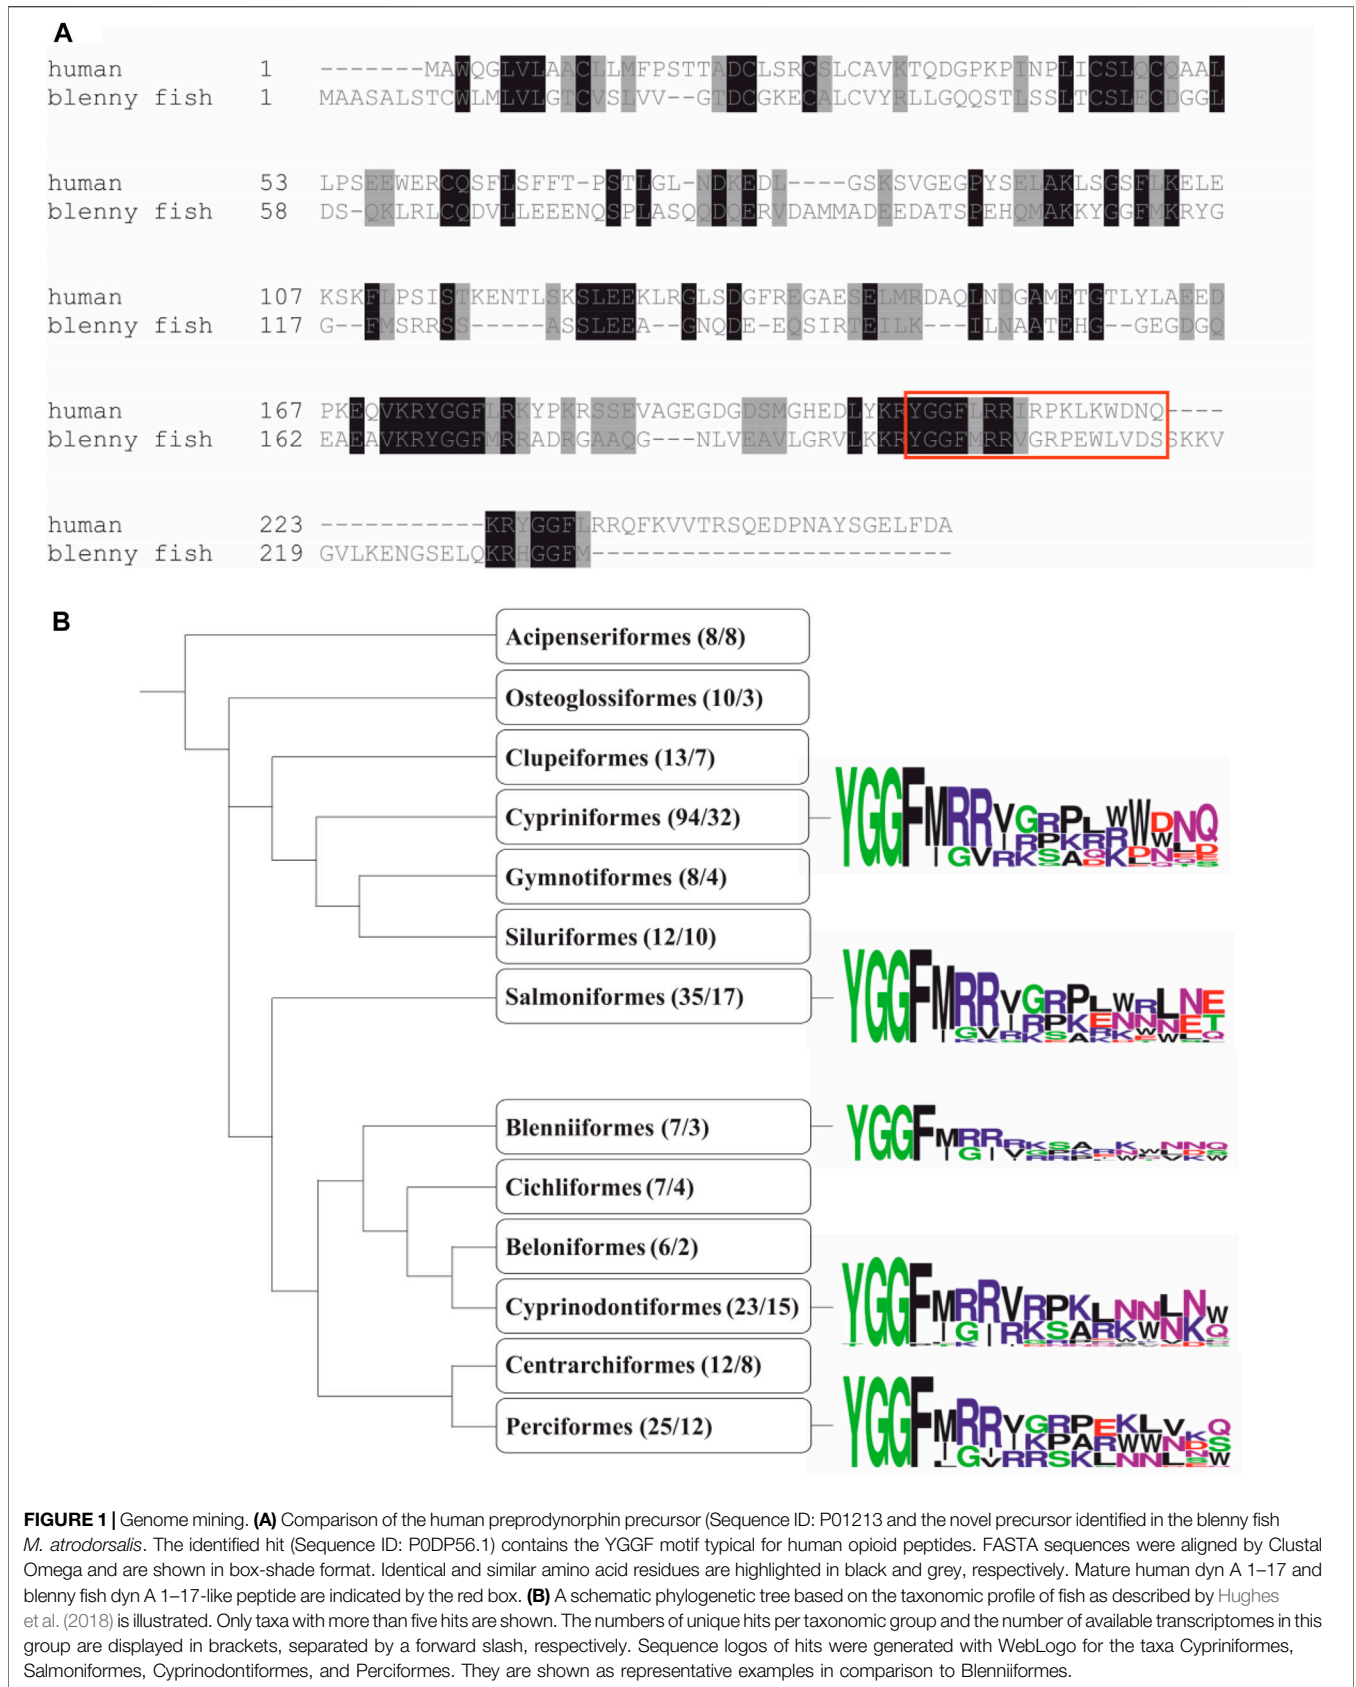 A
human 1 -------MAWQGLVLAACLLMFPSTTADCLSRCSLCAVKTQDGPKPINPLICSLQCQAAL
blenny fish 1 MAASALSTCWLMLVLGTCVSLVV--GTDCGKECALCVYRLLGQQSTLSSLTCSLECDGGL
human 53 LPSEEWERCQSFLSFFT-PSTLGL-NDKEDL----GSKSVGEGPYSELAKLSGSFLKELE
blenny fish 58 DS-QKLRLCQDVLLEEENQSPLASQQDQERVDAMMADEEDATSPEHQMAKKYGGFMKRYG
human 107 KSKFLPSISTKENTLSKSLEEKLRGLSDGFREGAESELMRDAQLNDGAMETGTLYLAEED
blenny fish 117 G--FMSRRSS-----ASSLEEA--GNQDE-EQSIRTEILK---ILNAATEHG--GEGDGQ
human 167 PKEQVKRYGGFLRKYPKRSSEVAGEGDGDSMGHEDLYKRYGGFLRRIRPKLKWDNQ----
blenny fish 162 EAEAVKRYGGFMRRADRGAAQG---NLVEAVLGRVLKKRYGGFMRRVGRPEWLVDSSKKV
human 223 -----------KRYGGFLRRQFKVVTRSQEDPNAYSGELFDA
blenny fish 219 GVLKENGSELQKRHGGFM------------------------
B
Acipenseriformes (8/8)
Osteoglossiformes (10/3)
Clupeiformes (13/7)
Cypriniformes (94/32)
YGGFMRRVGRPLWWDNQ
Gymnotiformes (8/4)
Siluriformes (12/10)
Salmoniformes (35/17)
YGGFMRRVGRPLWRLNE
Blenniiformes (7/3)
YGGFMRRRKSARKWNNQ
Cichliformes (7/4)
Beloniformes (6/2)
Cyprinodontiformes (23/15)
YGGFMRRVRPKLNNLNW
Centrarchiformes (12/8)
Perciformes (25/12)
YGGFMRRVGRPEKLVKQ
FIGURE 1 | Genome mining. (A) Comparison of the human preprodynorphin precursor (Sequence ID: P01213 and the novel precursor identified in the blenny fish
M. atrodorsalis. The identified hit (Sequence ID: P0DP56.1) contains the YGGF motif typical for human opioid peptides. FASTA sequences were aligned by Clustal
Omega and are shown in box-shade format. Identical and similar amino acid residues are highlighted in black and grey, respectively. Mature human dyn A 1–17 and
blenny fish dyn A 1–17-like peptide are indicated by the red box. (B) A schematic phylogenetic tree based on the taxonomic profile of fish as described by Hughes
et al. (2018) is illustrated. Only taxa with more than five hits are shown. The numbers of unique hits per taxonomic group and the number of available transcriptomes in this
group are displayed in brackets, separated by a forward slash, respectively. Sequence logos of hits were generated with WebLogo for the taxa Cypriniformes,
Salmoniformes, Cyprinodontiformes, and Perciformes. They are shown as representative examples in comparison to Blenniiformes.